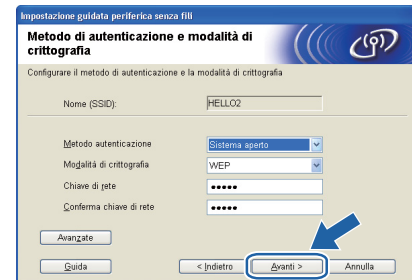 Impostazione guidata periferica senza fili
Metodo di autenticazione e modalità di
crittografia
Configurare il metodo di autenticazione e la modalità di crittografia
Nome (SSID): HELLO2
Metodo autenticazione Sistema aperto
Modalità di crittografia WEP
Chiave di rete •••••
Conferma chiave di rete •••••
Avanzate
Guida < Indietro Avanti > Annulla